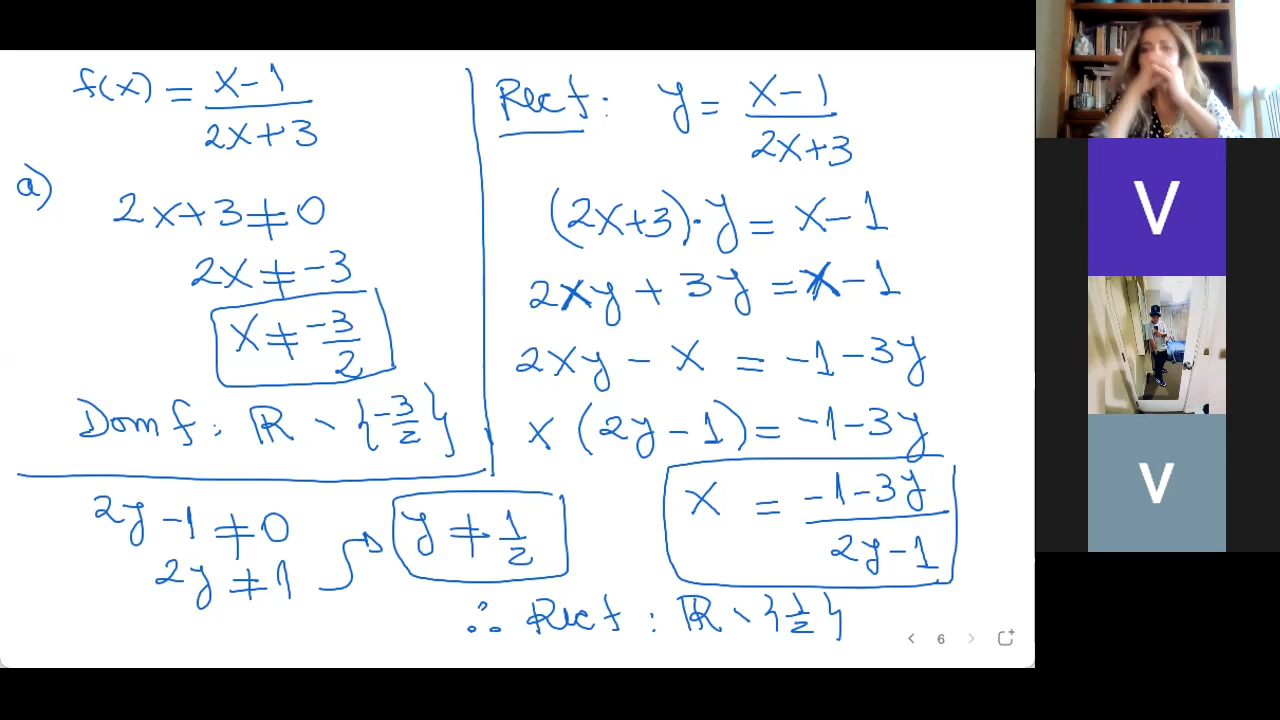 f(x) = x-1 / 2x+3
a)
2x+3 ≠ 0
2x ≠ -3
x ≠ -3/2
Dom f : ℝ \ {-3/2}
2y - 1 ≠ 0
2y ≠ 1
y ≠ 1/2
Rec f : y = x-1 / 2x+3
(2x+3)·y = x-1
2xy + 3y = x-1
2xy - x = -1-3y
x (2y-1) = -1-3y
x = -1-3y / 2y-1
∴ Rec f : ℝ \ {1/2}
6
V
V